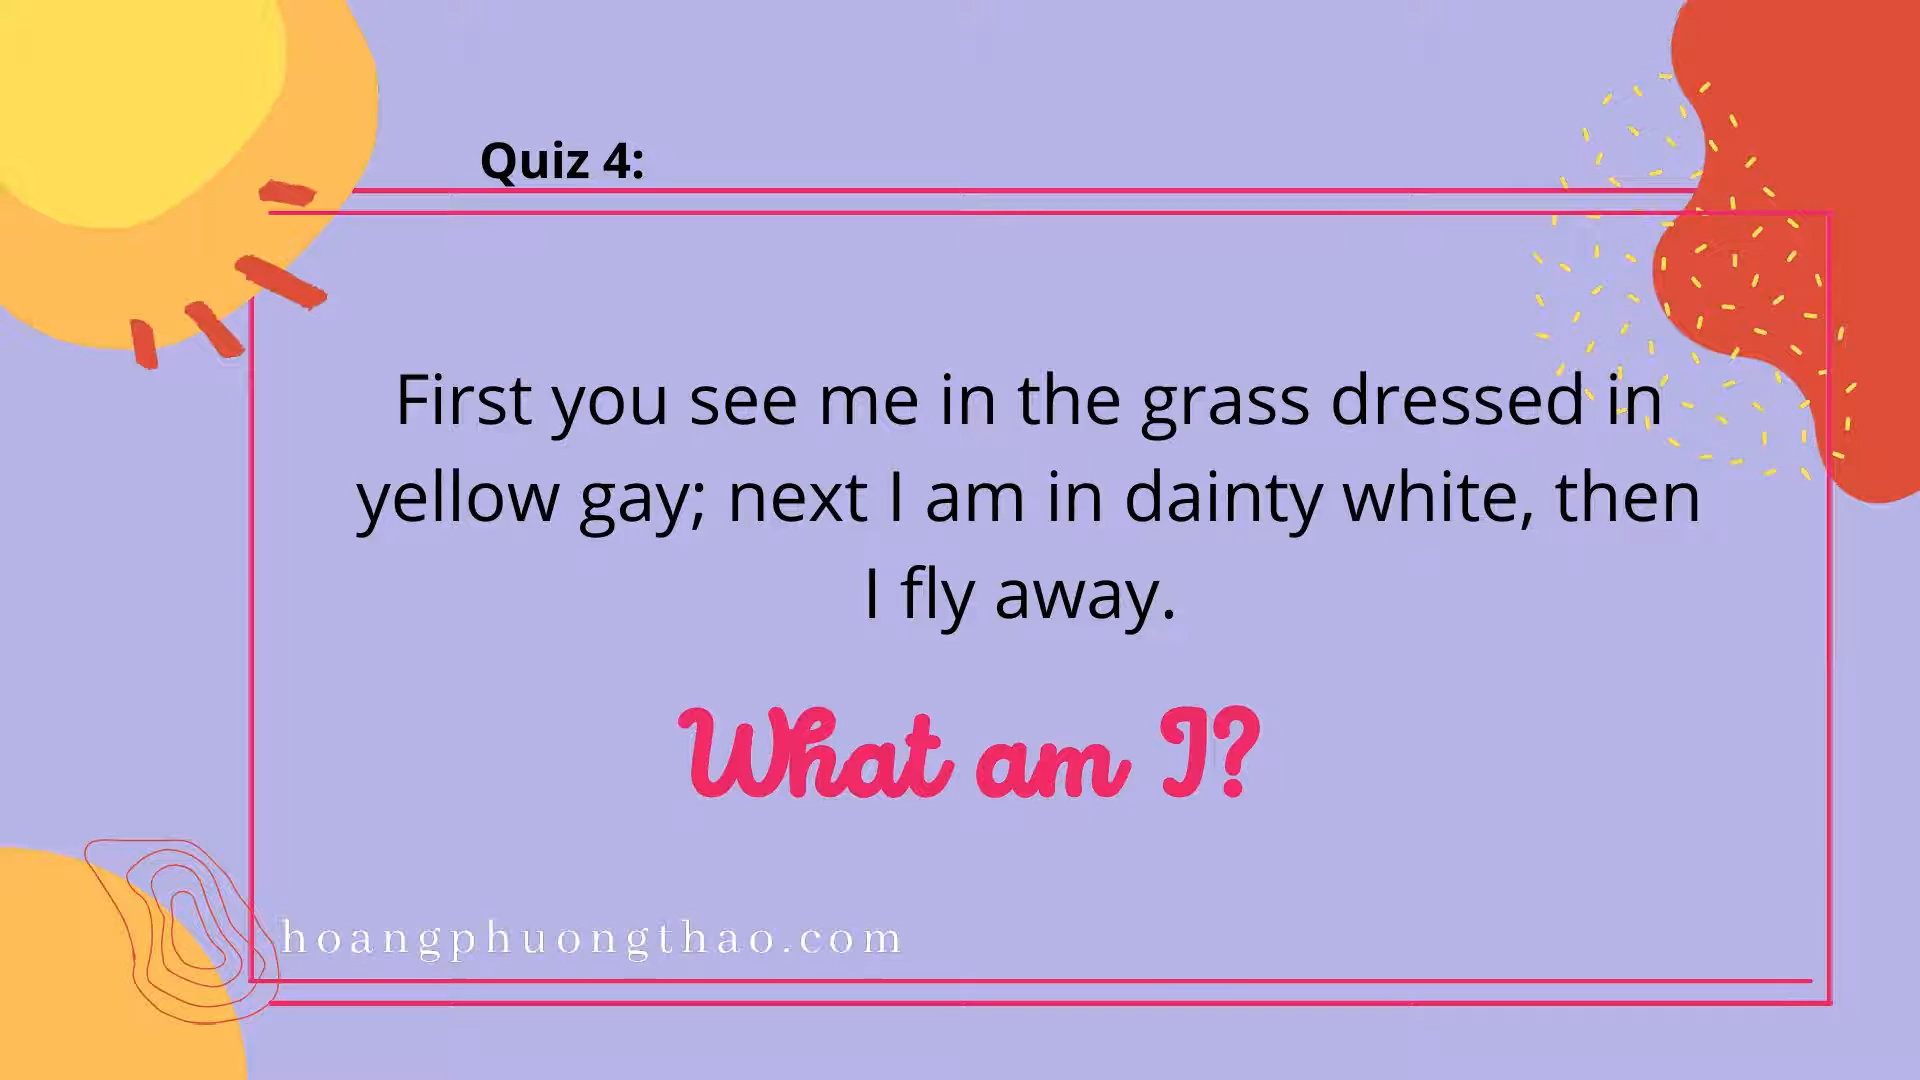 Quiz 4:
First you see me in the grass dressed in
yellow gay; next I am in dainty white, then
I fly away.
What am I?
hoangphuongthao.com